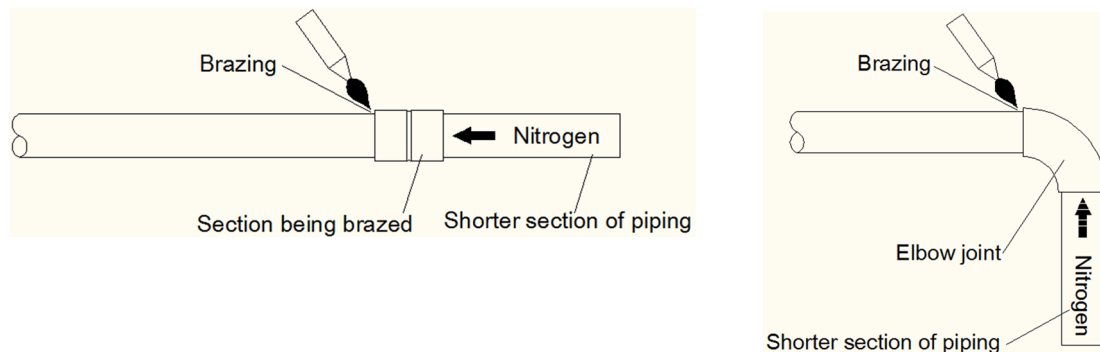 Brazing
Nitrogen
Section being brazed
Shorter section of piping
Brazing
Elbow joint
Nitrogen
Shorter section of piping